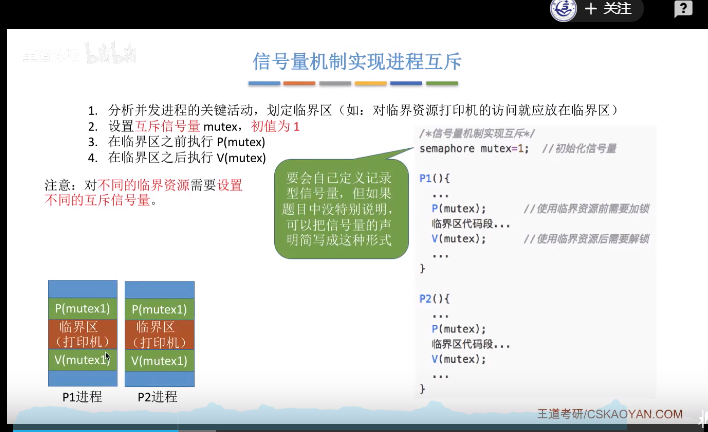 + 关注
?
信号量机制实现进程互斥
1. 分析并发进程的关键活动，划定临界区（如：对临界资源打印机的访问就应放在临界区）
2. 设置互斥信号量 mutex，初值为 1
3. 在临界区之前执行 P(mutex)
4. 在临界区之后执行 V(mutex)
注意：对不同的临界资源需要设置
不同的互斥信号量。
要会自己定义记录
型信号量，但如果
题目中没特别说明，
可以把信号量的声
明简写成这种形式
/*信号量机制实现互斥*/
semaphore mutex=1; //初始化信号量
P1(){
...
P(mutex); //使用临界资源前需要加锁
临界区代码段...
V(mutex); //使用临界资源后需要解锁
...
}
P2(){
...
P(mutex);
临界区代码段...
V(mutex);
...
}
P(mutex1) P(mutex1)
临界区 临界区
（打印机） （打印机）
V(mutex1) V(mutex1)
P1进程 P2进程
王道考研/CSKAOYAN.COM